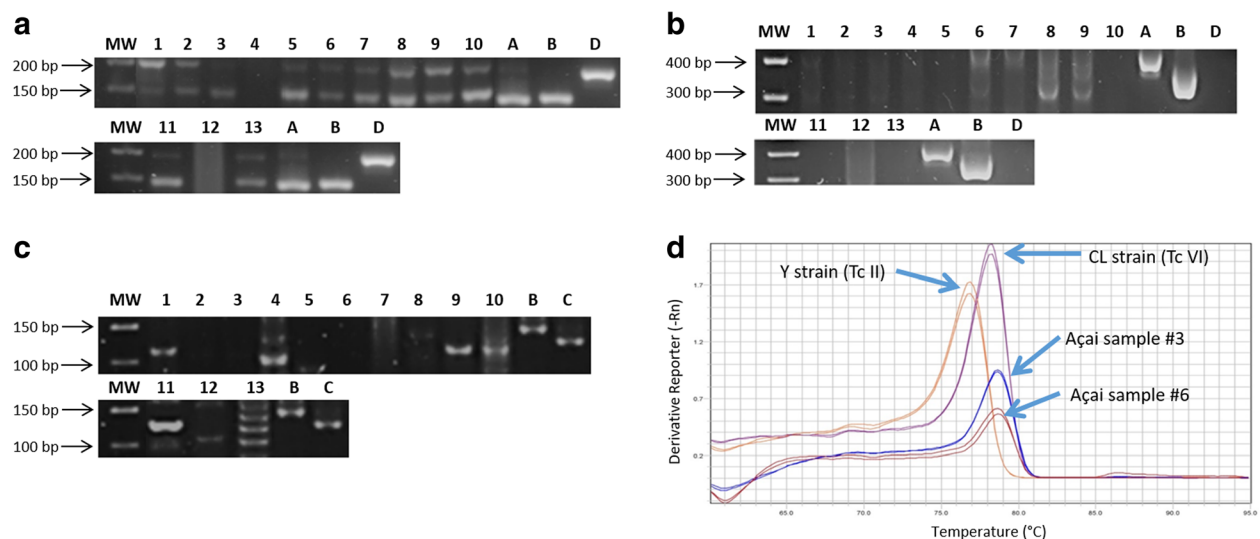 a
MW 1 2 3 4 5 6 7 8 9 10 A B D
200 bp
150 bp
MW 11 12 13 A B D
200 bp
150 bp
b
MW 1 2 3 4 5 6 7 8 9 10 A B D
400 bp
300 bp
MW 11 12 13 A B D
400 bp
300 bp
c
MW 1 2 3 4 5 6 7 8 9 10 B C
150 bp
100 bp
MW 11 12 13 B C
150 bp
100 bp
d
Y strain (Tc II)
CL strain (Tc VI)
Açai sample #3
Açai sample #6
Derivative Reporter (-Rn)
1.7
1.2
0.7
0.2
65.0 70.0 75.0 80.0 85.0 90.0 95.0
Temperature (°C)